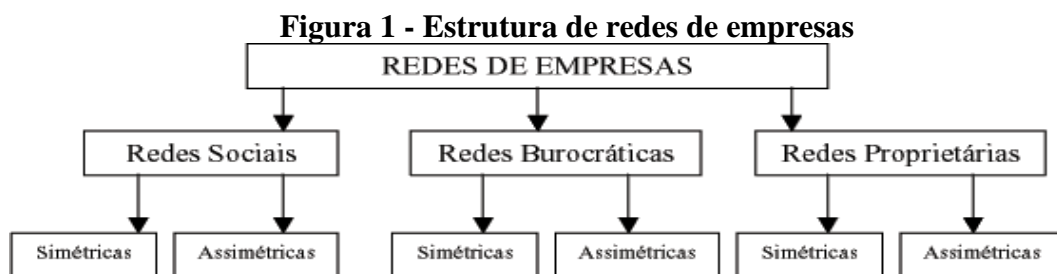 Figura 1 - Estrutura de redes de empresas
REDES DE EMPRESAS
Redes Sociais Redes Burocráticas Redes Proprietárias
Simétricas Assimétricas Simétricas Assimétricas Simétricas Assimétricas